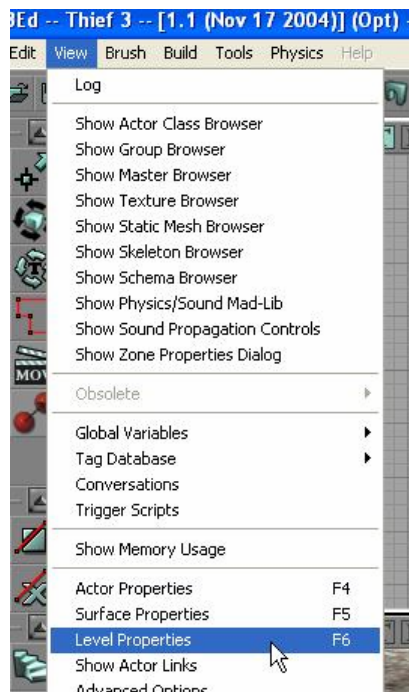 3Ed -- Thief 3 -- [1.1 (Nov 17 2004)] (Opt) -
Edit View Brush Build Tools Physics Help
Log
Show Actor Class Browser
Show Group Browser
Show Master Browser
Show Texture Browser
Show Static Mesh Browser
Show Skeleton Browser
Show Schema Browser
Show Physics/Sound Mad-Lib
Show Sound Propagation Controls
Show Zone Properties Dialog
Obsolete
Global Variables
Tag Database
Conversations
Trigger Scripts
Show Memory Usage
Actor Properties F4
Surface Properties F5
Level Properties F6
Show Actor Links
Advanced Options